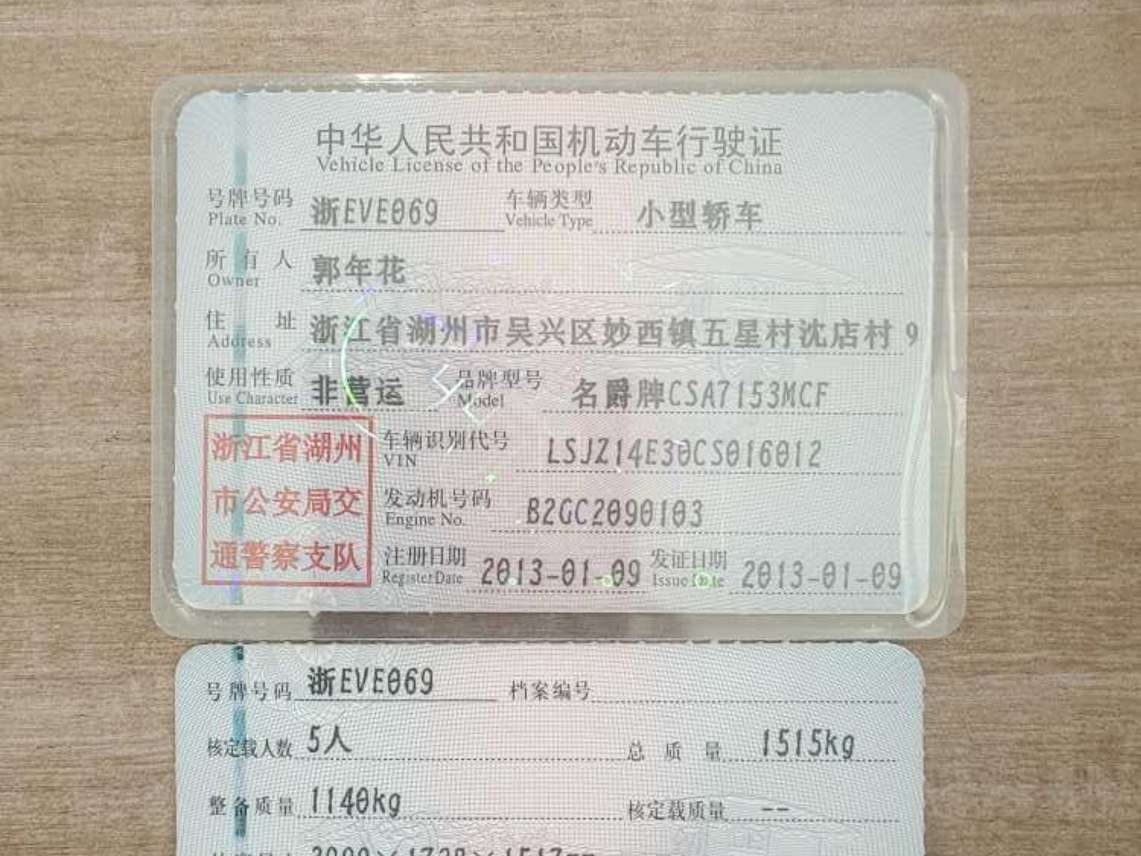 中华人民共和国机动车行驶证
Vehicle License of the People's Republic of China
号牌号码 浙EVE069 车辆类型 小型轿车
Plate No. Vehicle Type
所有人 郭年花
Owner
住址 浙江省湖州市吴兴区妙西镇五星村沈店村 9
Address
使用性质 非营运 品牌型号 名爵牌CSA7153MCF
Use Character Model
浙江省湖州
市公安局交
通警察支队
车辆识别代号 LSJZ14E30CS016012
VIN
发动机号码 B2GC2090103
Engine No.
注册日期 2013-01-09 发证日期 2013-01-09
Register Date Issue Date
号牌号码 浙EVE069 档案编号
核定载人数 5人 总质量 1515kg
整备质量 1140kg 核定载质量 --